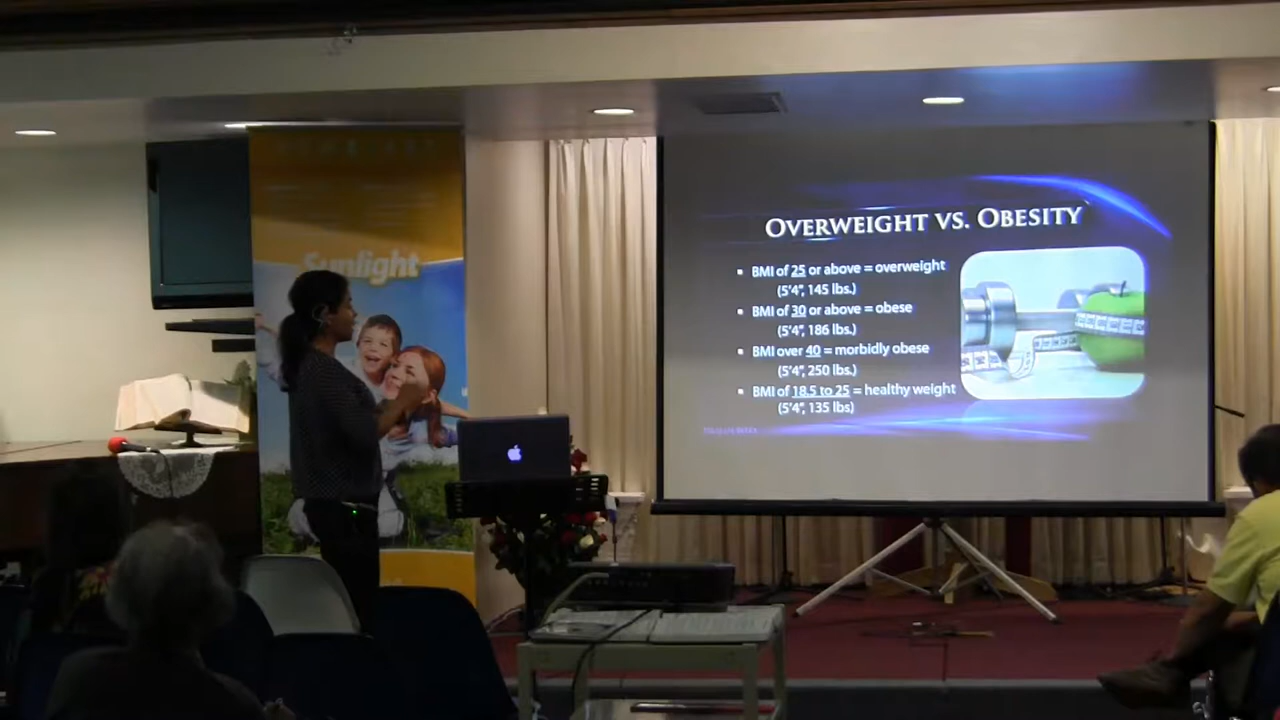 Sunlight
OVERWEIGHT VS. OBESITY
▪ BMI of 25 or above = overweight
(5'4", 145 lbs.)
▪ BMI of 30 or above = obese
(5'4", 186 lbs.)
▪ BMI over 40 = morbidly obese
(5'4", 250 lbs.)
▪ BMI of 18.5 to 25 = healthy weight
(5'4", 135 lbs)